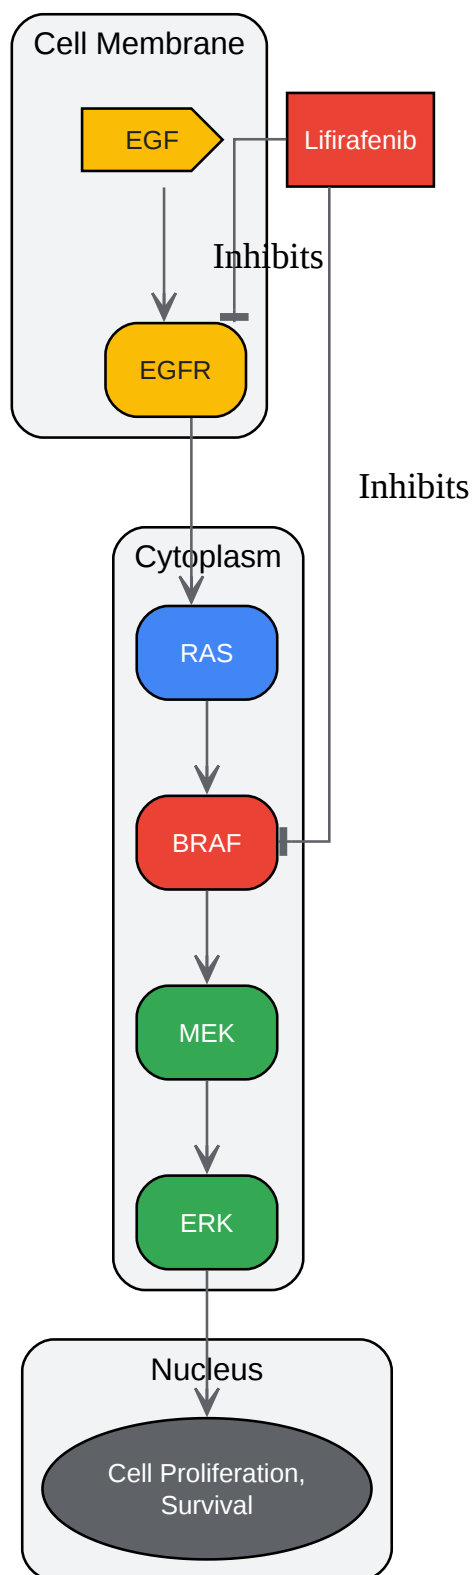 Cell Membrane
EGF
Lifirafenib
Inhibits
EGFR
Inhibits
Cytoplasm
RAS
BRAF
MEK
ERK
Nucleus
Cell Proliferation,
Survival